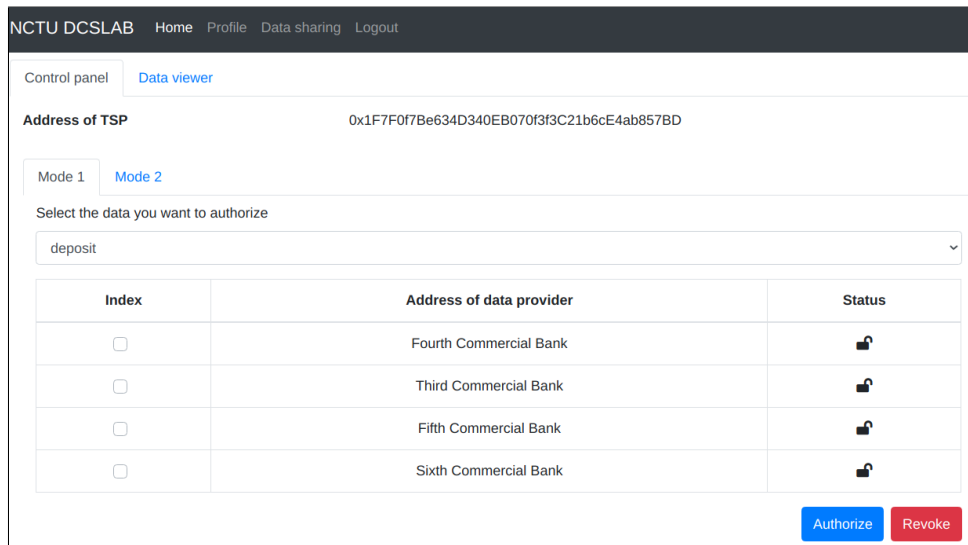 NCTU DCSLAB Home Profile Data sharing Logout
Control panel Data viewer
Address of TSP 0x1F7F0f7Be634D340EB070f3f3C21b6cE4ab857BD
Mode 1 Mode 2
Select the data you want to authorize
deposit
Index Address of data provider Status
Fourth Commercial Bank
Third Commercial Bank
Fifth Commercial Bank
Sixth Commercial Bank
Authorize Revoke